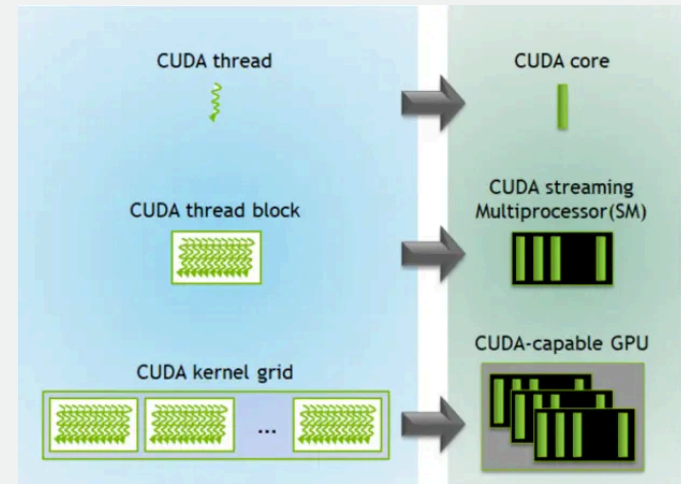 CUDA thread
CUDA core
CUDA thread block
CUDA streaming
Multiprocessor(SM)
CUDA kernel grid
...
CUDA-capable GPU